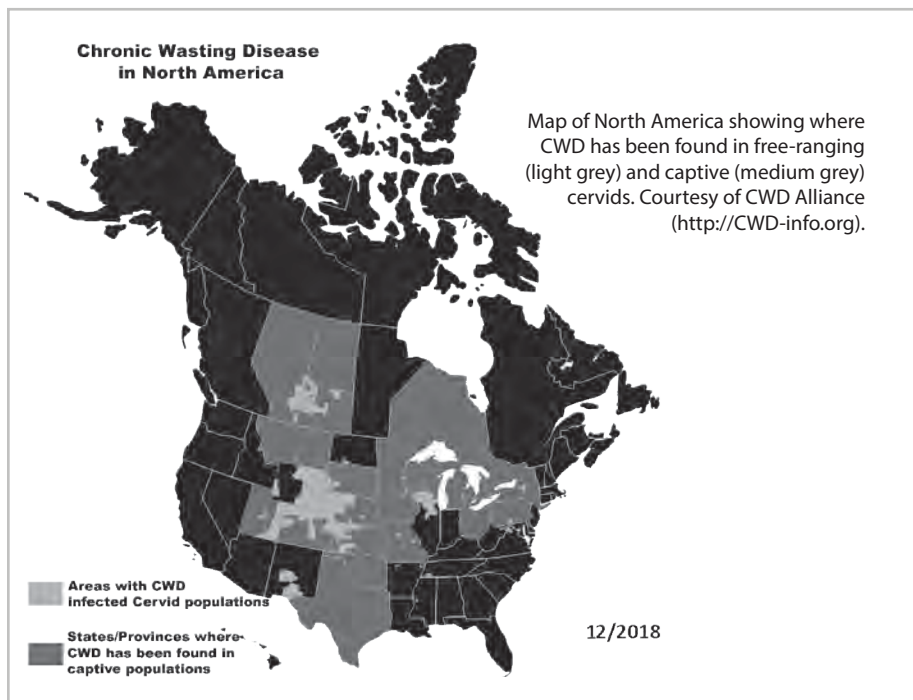 Chronic Wasting Disease
in North America
Map of North America showing where
CWD has been found in free-ranging
(light grey) and captive (medium grey)
cervids. Courtesy of CWD Alliance
(http://CWD-info.org).
Areas with CWD
infected Cervid populations
States/Provinces where
CWD has been found in
captive populations
12/2018